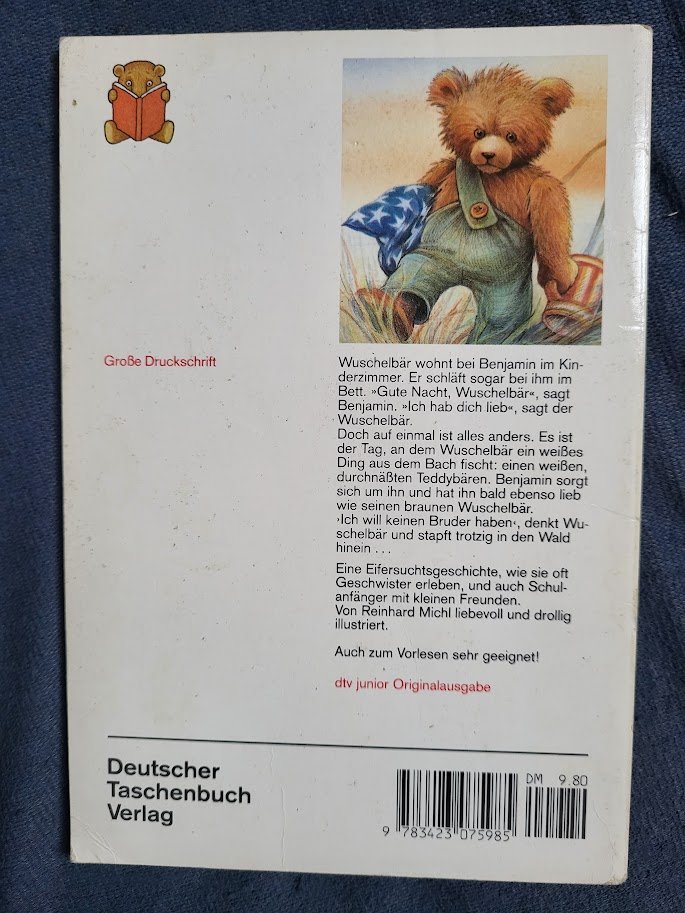 Große Druckschrift
Wuschelbär wohnt bei Benjamin im Kin-
derzimmer. Er schläft sogar bei ihm im
Bett. »Gute Nacht, Wuschelbär«, sagt
Benjamin. »Ich hab dich lieb«, sagt der
Wuschelbär.
Doch auf einmal ist alles anders. Es ist
der Tag, an dem Wuschelbär ein weißes
Ding aus dem Bach fischt: einen weißen,
durchnäßten Teddybären. Benjamin sorgt
sich um ihn und hat ihn bald ebenso lieb
wie seinen braunen Wuschelbär.
›Ich will keinen Bruder haben‹, denkt Wu-
schelbär und stapft trotzig in den Wald
hinein . . .
Eine Eifersuchtsgeschichte, wie sie oft
Geschwister erleben, und auch Schul-
anfänger mit kleinen Freunden.
Von Reinhard Michl liebevoll und drollig
illustriert.
Auch zum Vorlesen sehr geeignet!
dtv junior Originalausgabe
Deutscher
Taschenbuch
Verlag
DM 9.80
9 783423 075985